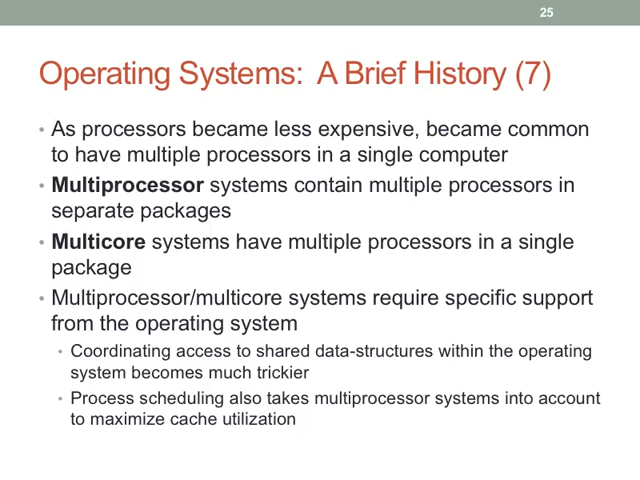 25
Operating Systems:  A Brief History (7)
• As processors became less expensive, became common
to have multiple processors in a single computer
• Multiprocessor systems contain multiple processors in
separate packages
• Multicore systems have multiple processors in a single
package
• Multiprocessor/multicore systems require specific support
from the operating system
• Coordinating access to shared data-structures within the operating
system becomes much trickier
• Process scheduling also takes multiprocessor systems into account
to maximize cache utilization